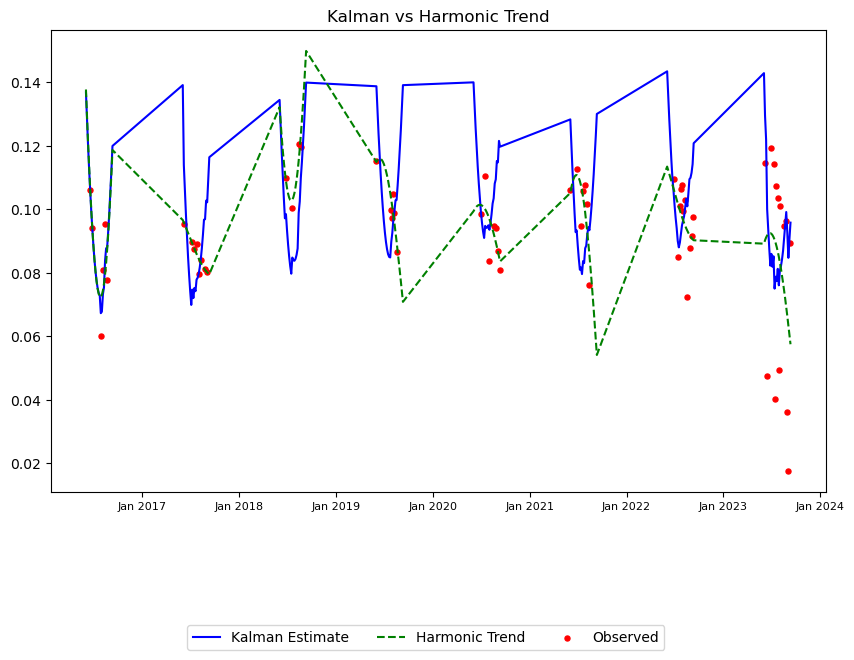 Kalman vs Harmonic Trend
0.14
0.12
0.10
0.08
0.06
0.04
0.02
Jan 2017 Jan 2018 Jan 2019 Jan 2020 Jan 2021 Jan 2022 Jan 2023 Jan 2024
Kalman Estimate Harmonic Trend Observed